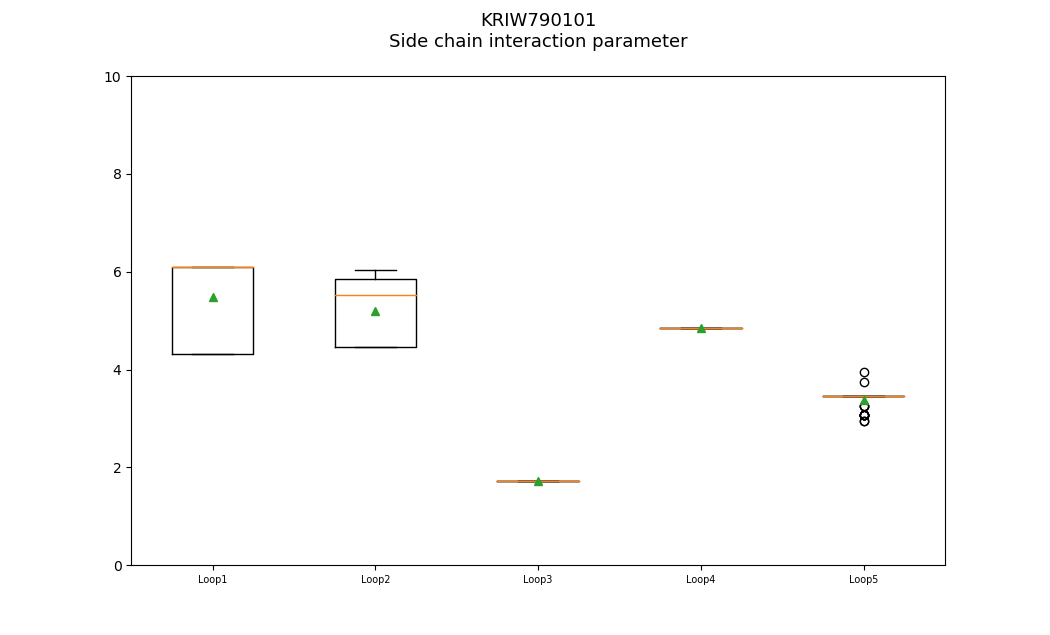 KRIW790101
Side chain interaction parameter
10
8
6
4
2
0
Loop1
Loop2
Loop3
Loop4
Loop5